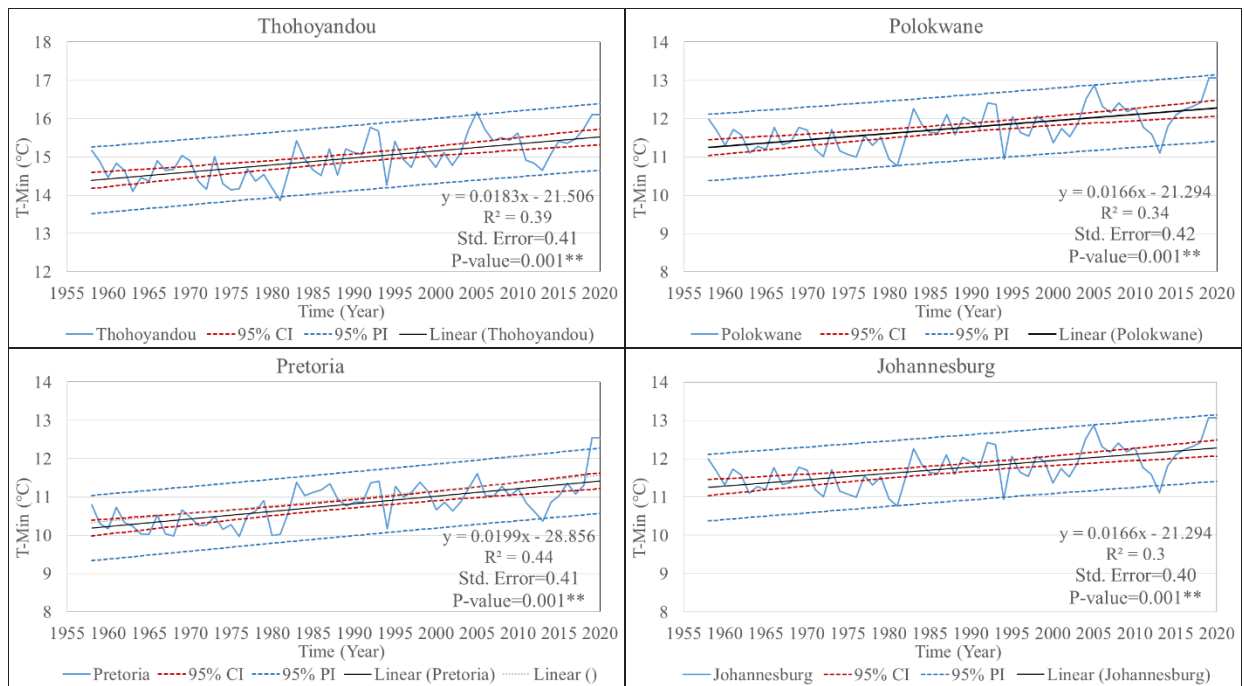 Thohoyandou
18
17
16
15
14
13
12
T-Min (°C)
y = 0.0183x - 21.506
R² = 0.39
Std. Error=0.41
P-value=0.001**
1955 1960 1965 1970 1975 1980 1985 1990 1995 2000 2005 2010 2015 2020
Time (Year)
Thohoyandou 95% CI 95% PI Linear (Thohoyandou)
Polokwane
14
13
12
11
10
9
8
T-Min (°C)
y = 0.0166x - 21.294
R² = 0.34
Std. Error=0.42
P-value=0.001**
1955 1960 1965 1970 1975 1980 1985 1990 1995 2000 2005 2010 2015 2020
Time (Year)
Polokwane 95% CI 95% PI Linear (Polokwane)
Pretoria
14
13
12
11
10
9
8
T-Min (°C)
y = 0.0199x - 28.856
R² = 0.44
Std. Error=0.41
P-value=0.001**
1955 1960 1965 1970 1975 1980 1985 1990 1995 2000 2005 2010 2015 2020
Time (Year)
Pretoria 95% CI 95% PI Linear (Pretoria) Linear ()
Johannesburg
14
13
12
11
10
9
8
T-Min (°C)
y = 0.0166x - 21.294
R² = 0.3
Std. Error=0.40
P-value=0.001**
1955 1960 1965 1970 1975 1980 1985 1990 1995 2000 2005 2010 2015 2020
Time (Year)
Johannesburg 95% CI 95% PI Linear (Johannesburg)